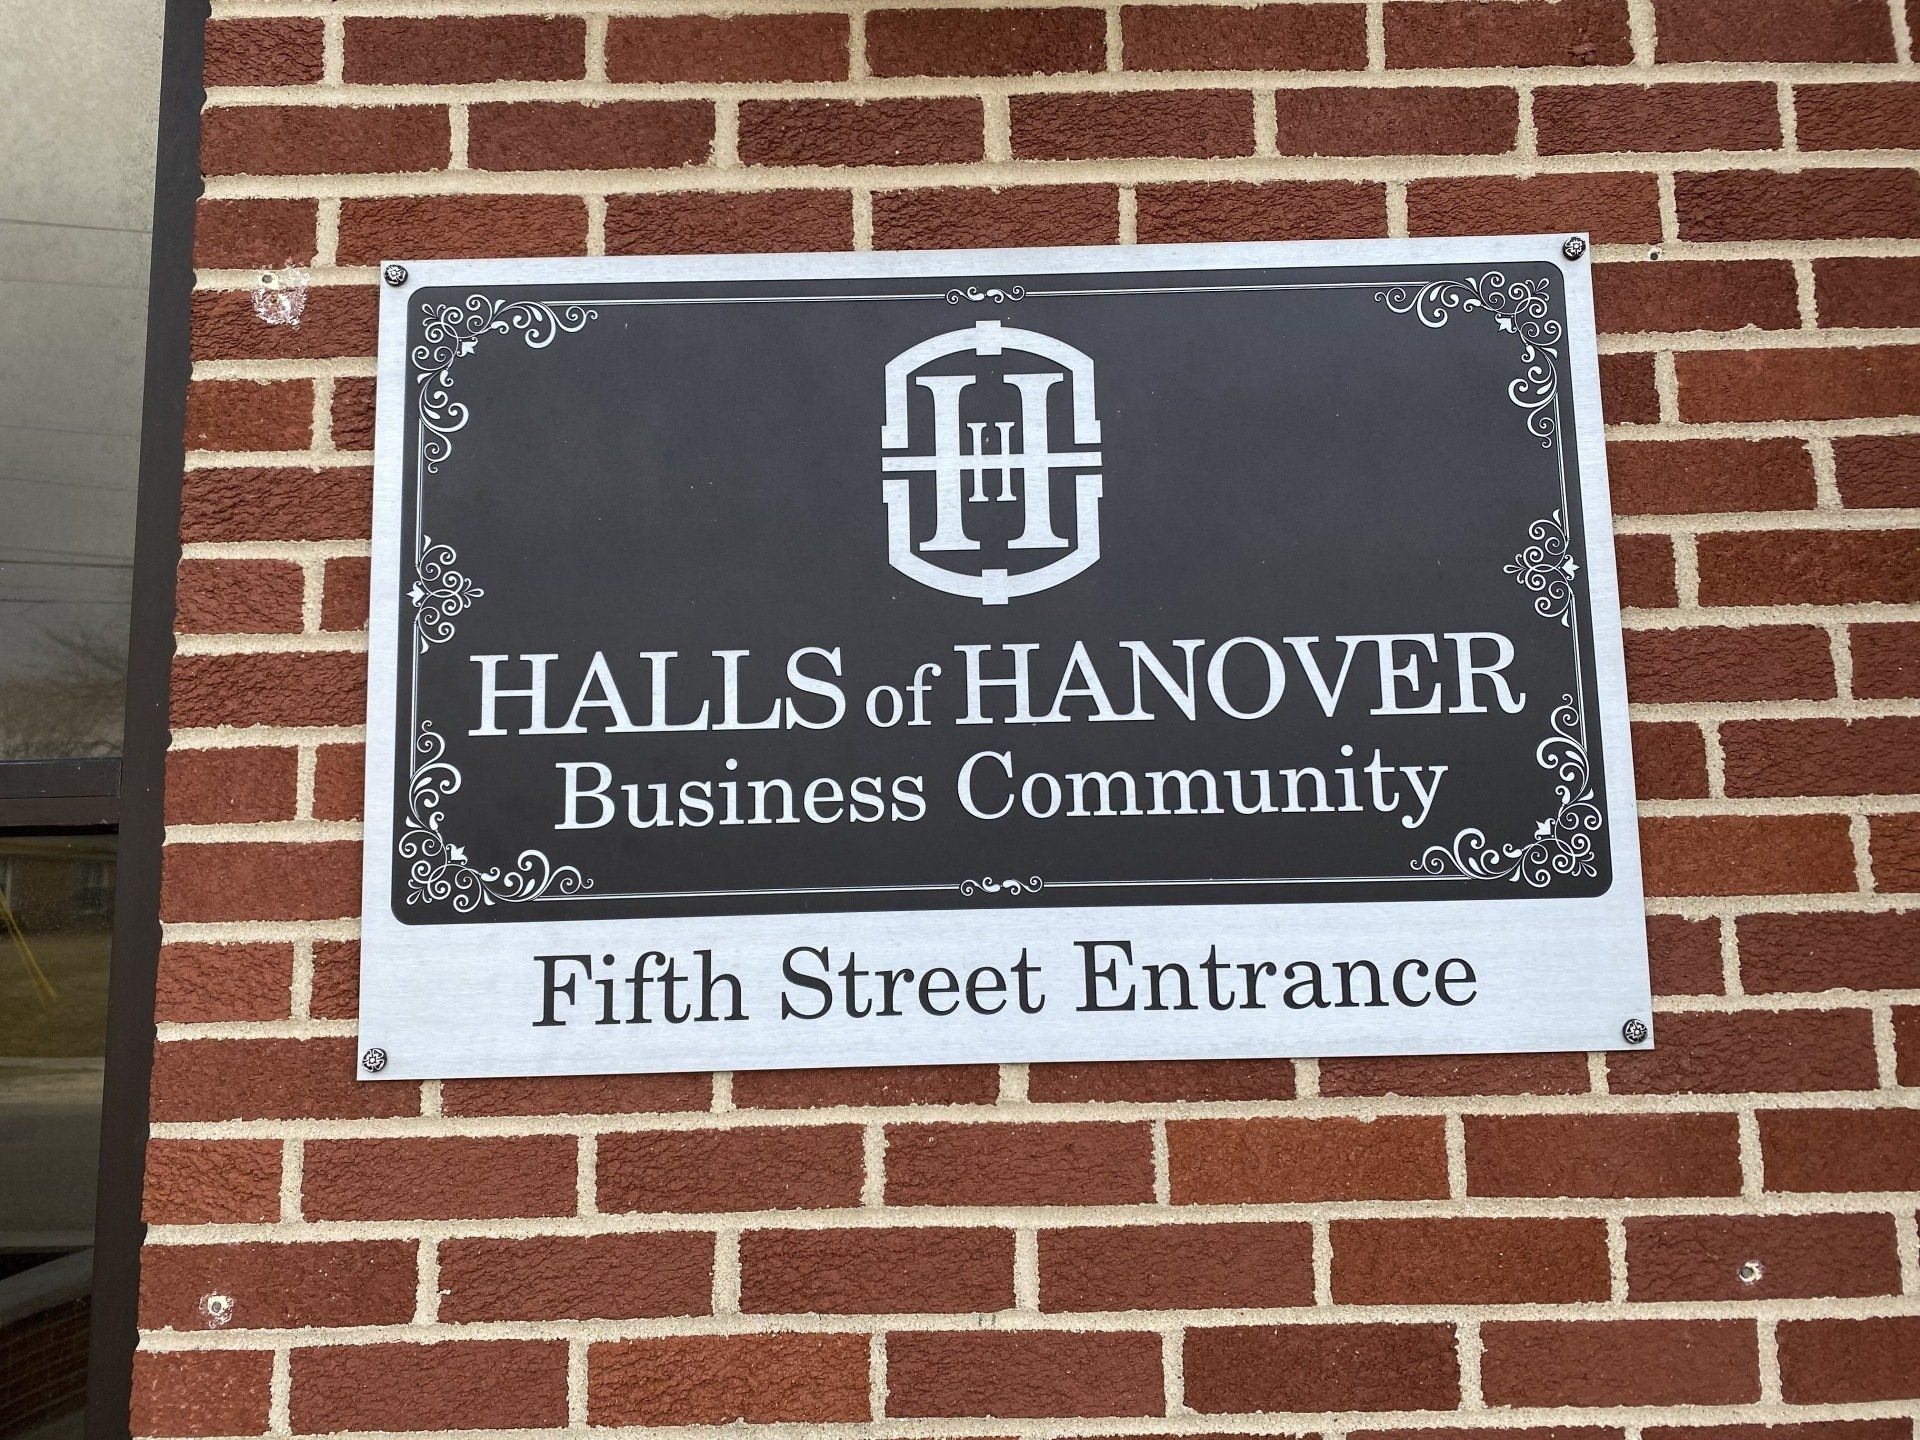 H
H
HALLS of HANOVER
Business Community
Fifth Street Entrance